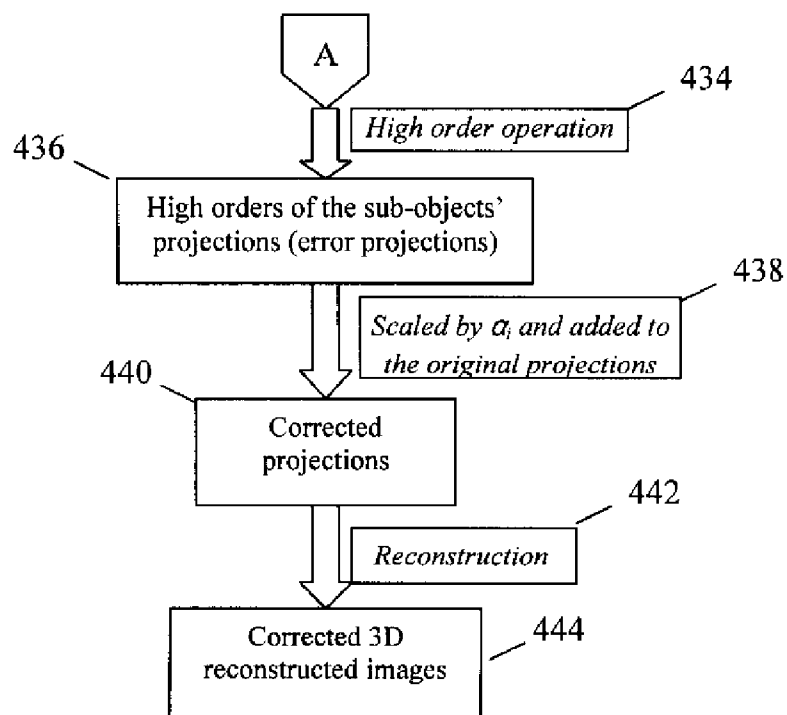 A
434
High order operation
436
High orders of the sub-objects'
projections (error projections)
438
Scaled by αᵢ and added to
the original projections
440
Corrected
projections
442
Reconstruction
Corrected 3D
reconstructed images
444